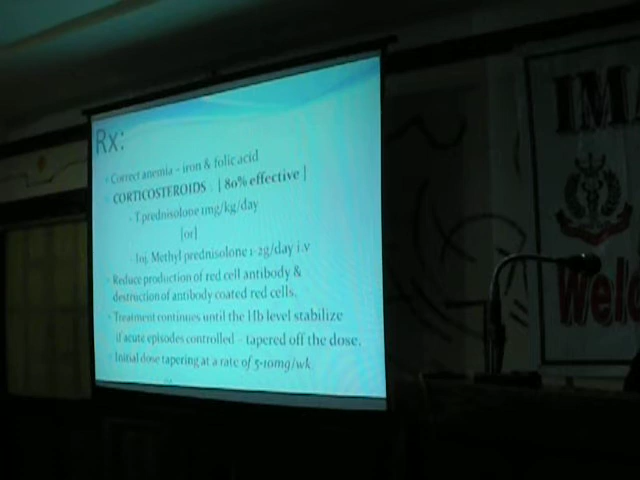 Rx:
Correct anemia – iron & folic acid
CORTICOSTEROIDS : [ 80% effective ]
- T.prednisolone 1mg/kg/day
[or]
- Inj. Methyl prednisolone 1-2g/day i.v
Reduce production of red cell antibody &
destruction of antibody coated red cells.
Treatment continues until the Hb level stabilize
if acute episodes controlled – tapered off the dose.
Initial dose tapering at a rate of 5-10mg/wk.
IMA
Welc